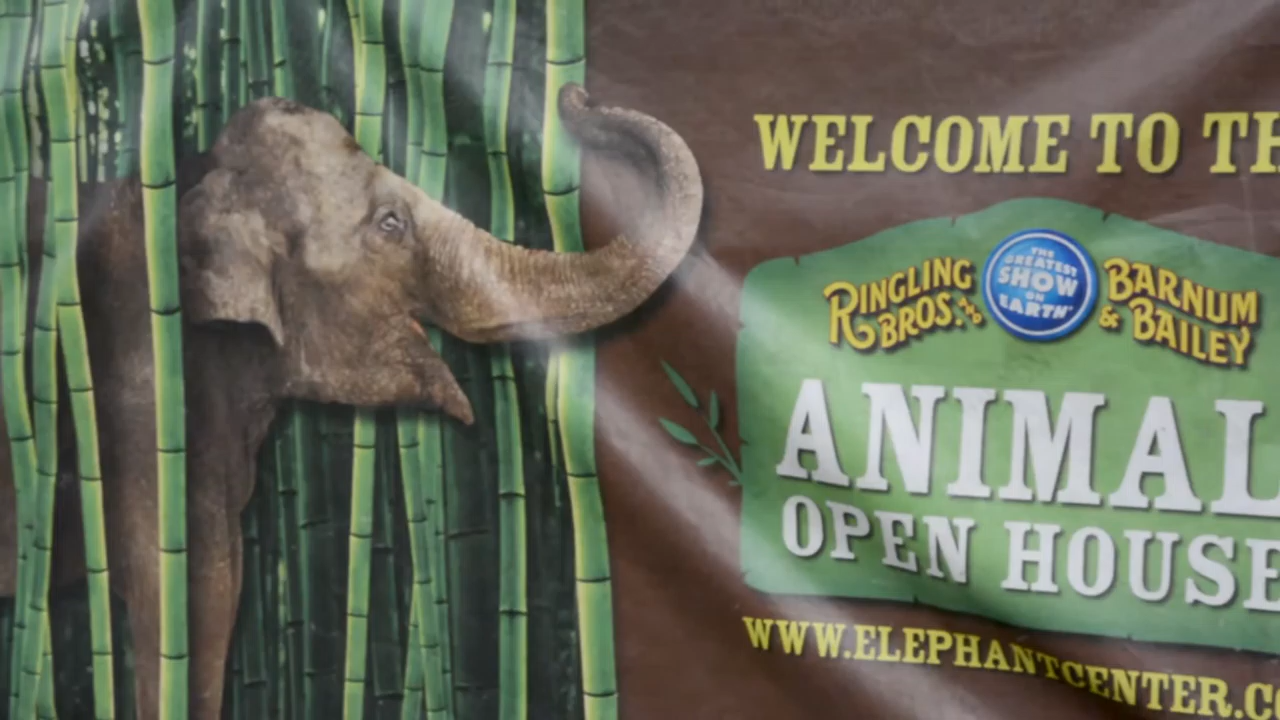 WELCOME TO TH
RINGLING BROS. AND
THE GREATEST SHOW ON EARTH
BARNUM & BAILEY
ANIMAL
OPEN HOUSE
WWW.ELEPHANTCENTER.CO